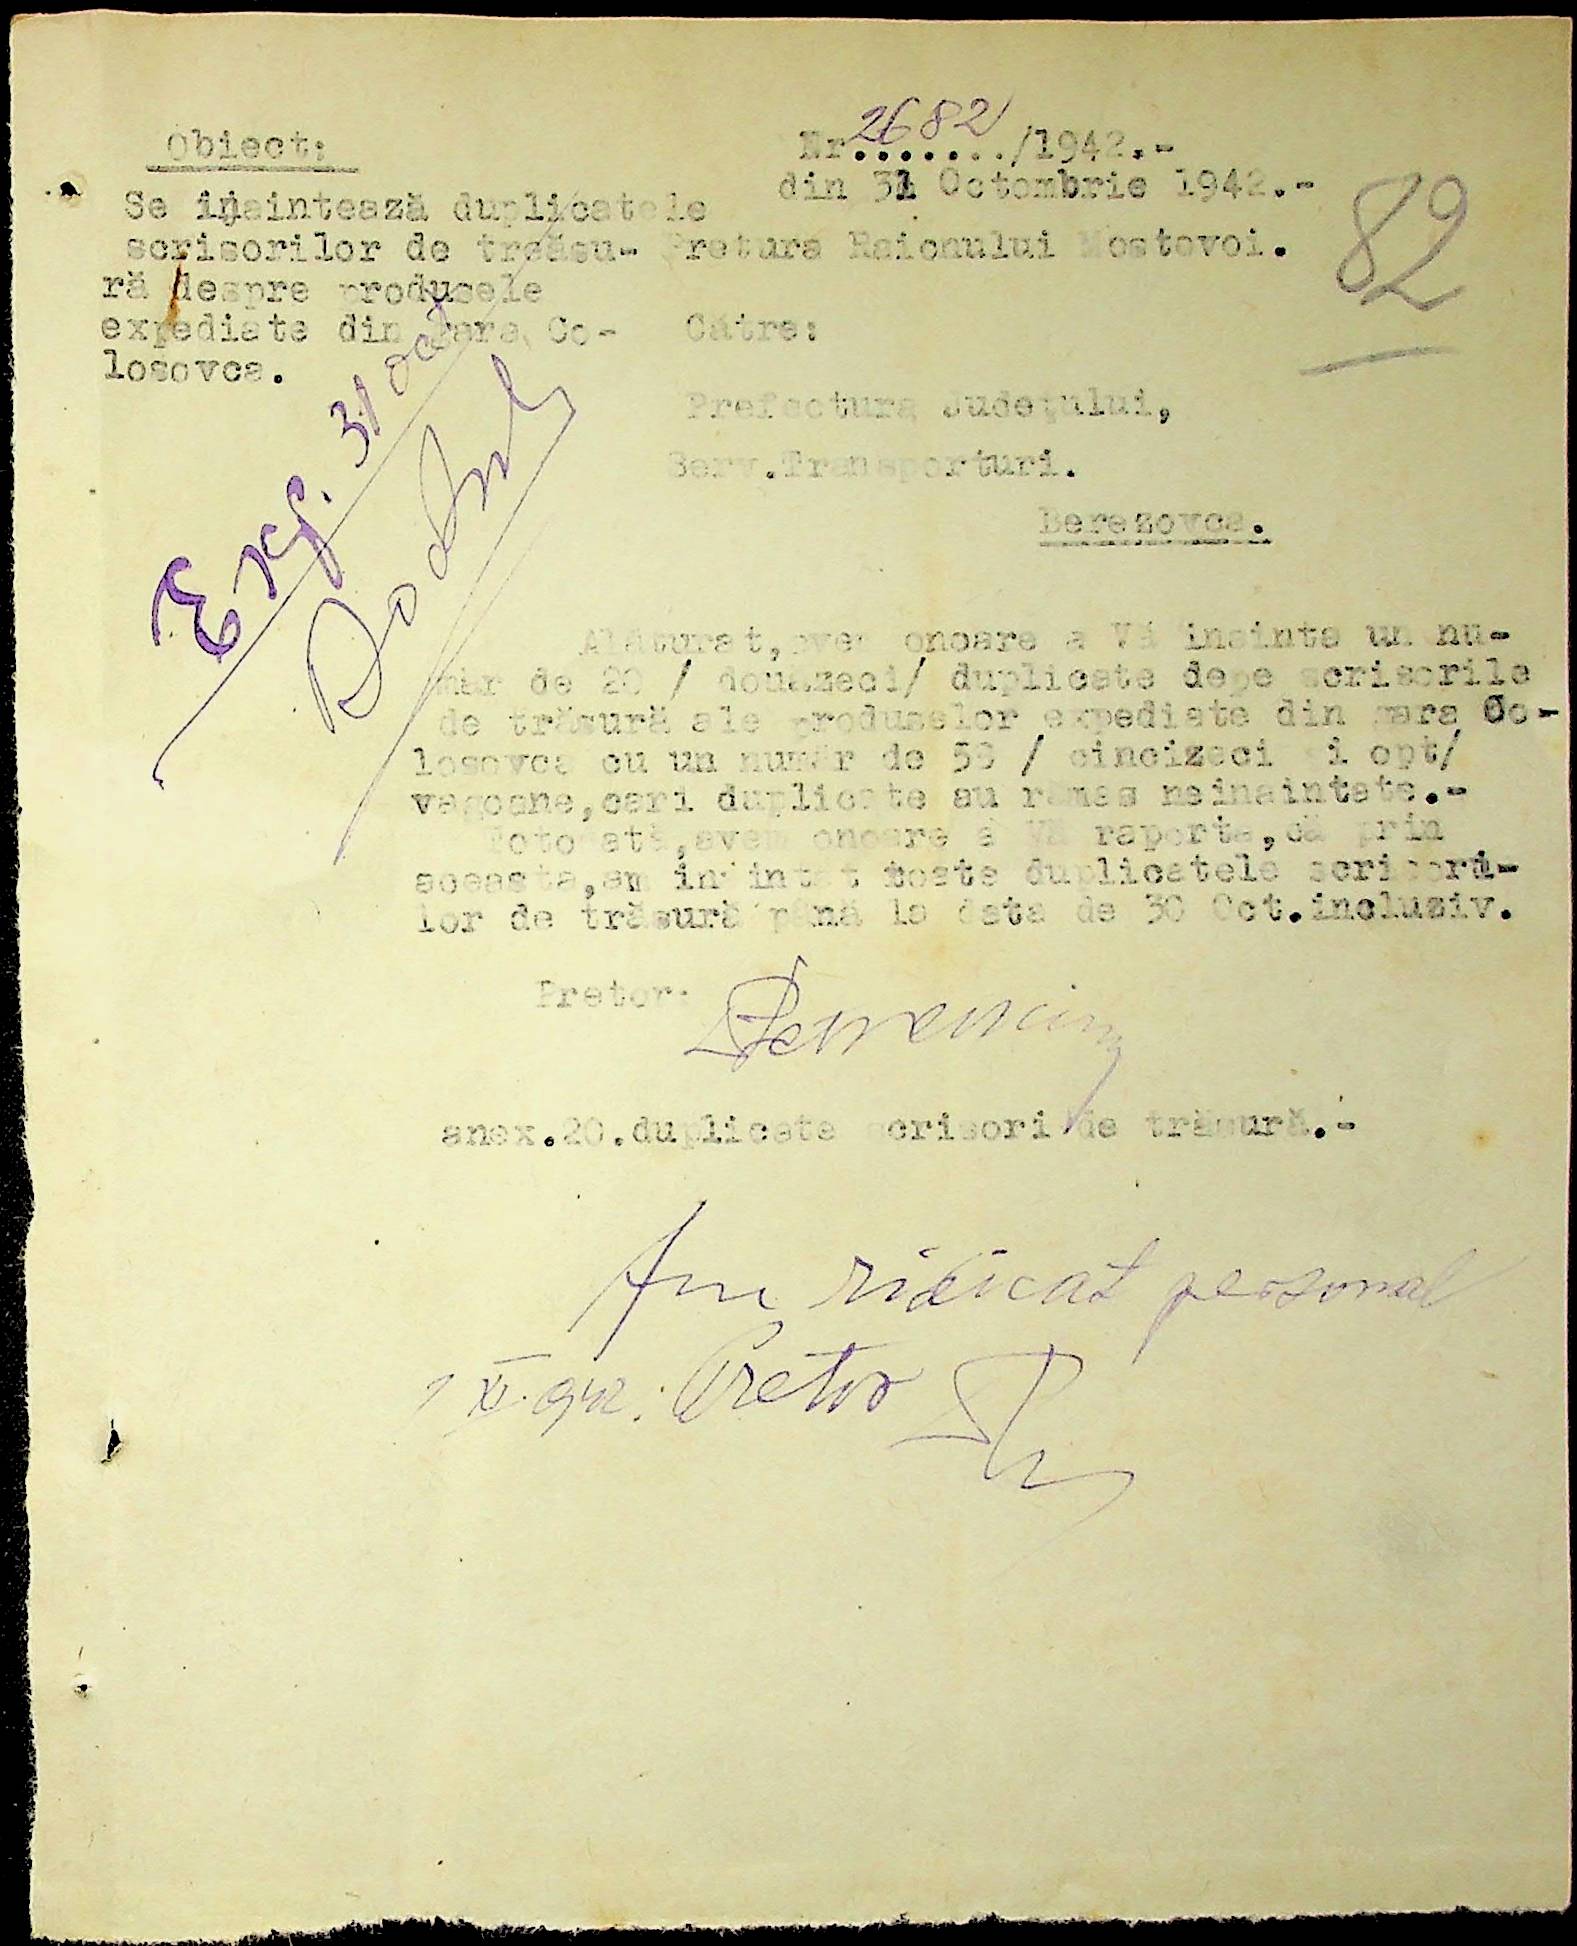 Obiect:
Se inaintează duplicatele
scrisorilor de trăsu-
ră despre produsele
expediate din gara Co-
losovca.
Nr. 2682 /1942.-
din 31 Octombrie 1942.-
Pretura Raionului Mostovoi.
82
Către:
Prefectura Judeţului,
Serv.Transporturi.
Berezovca.
Exp. 31 oct
Alăturat, avem onoare a Vă inainta un nu-
măr de 20 / douăzeci/ duplicate depe scrisorile
de trăsură ale produselor expediate din gara Co-
losovca cu un număr de 58 / cincizeci şi opt/
vagoane,cari duplicate au rămas neinaintate.-
Totodată,avem onoare a Vă raporta,că prin
aceasta,am inaintat toate duplicatele scrisori-
lor de trăsură până la data de 30 Oct.inclusiv.
Pretor:
anex.20.duplicate scrisori de trăsură.-
Am ridicat personal
1 XI. 942. Pretor